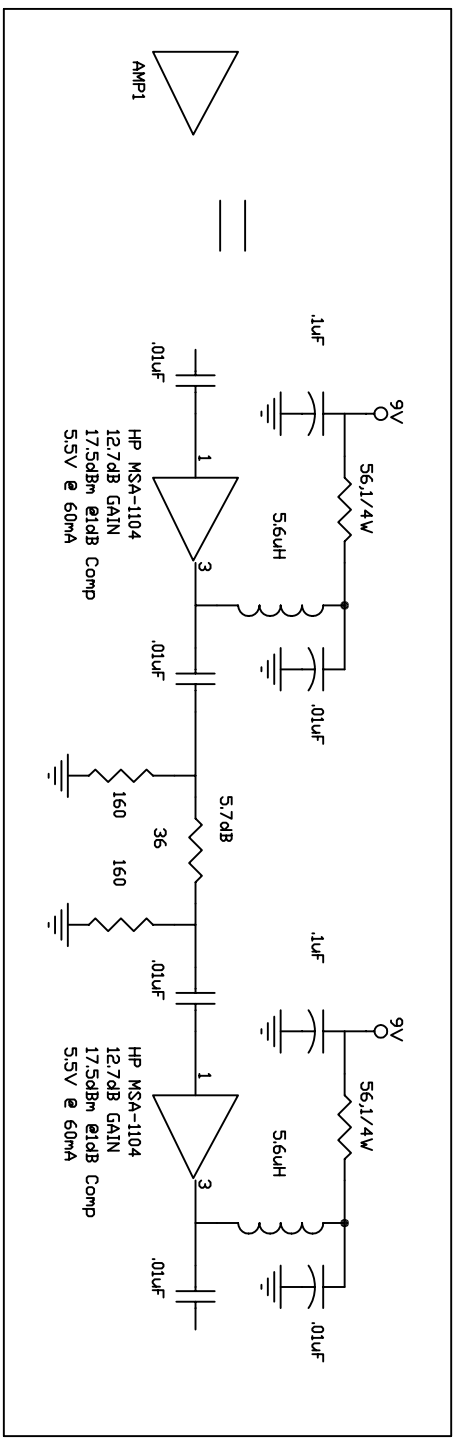 AMP1
.1uF
9V
56,1/4W
5.6uH
.01uF
.01uF
1
3
HP MSA-1104
12.7dB GAIN
17.5dBm @1dB Comp
5.5V @ 60mA
.01uF
5.7dB
36
160
160
.1uF
9V
56,1/4W
5.6uH
.01uF
.01uF
1
3
HP MSA-1104
12.7dB GAIN
17.5dBm @1dB Comp
5.5V @ 60mA
.01uF